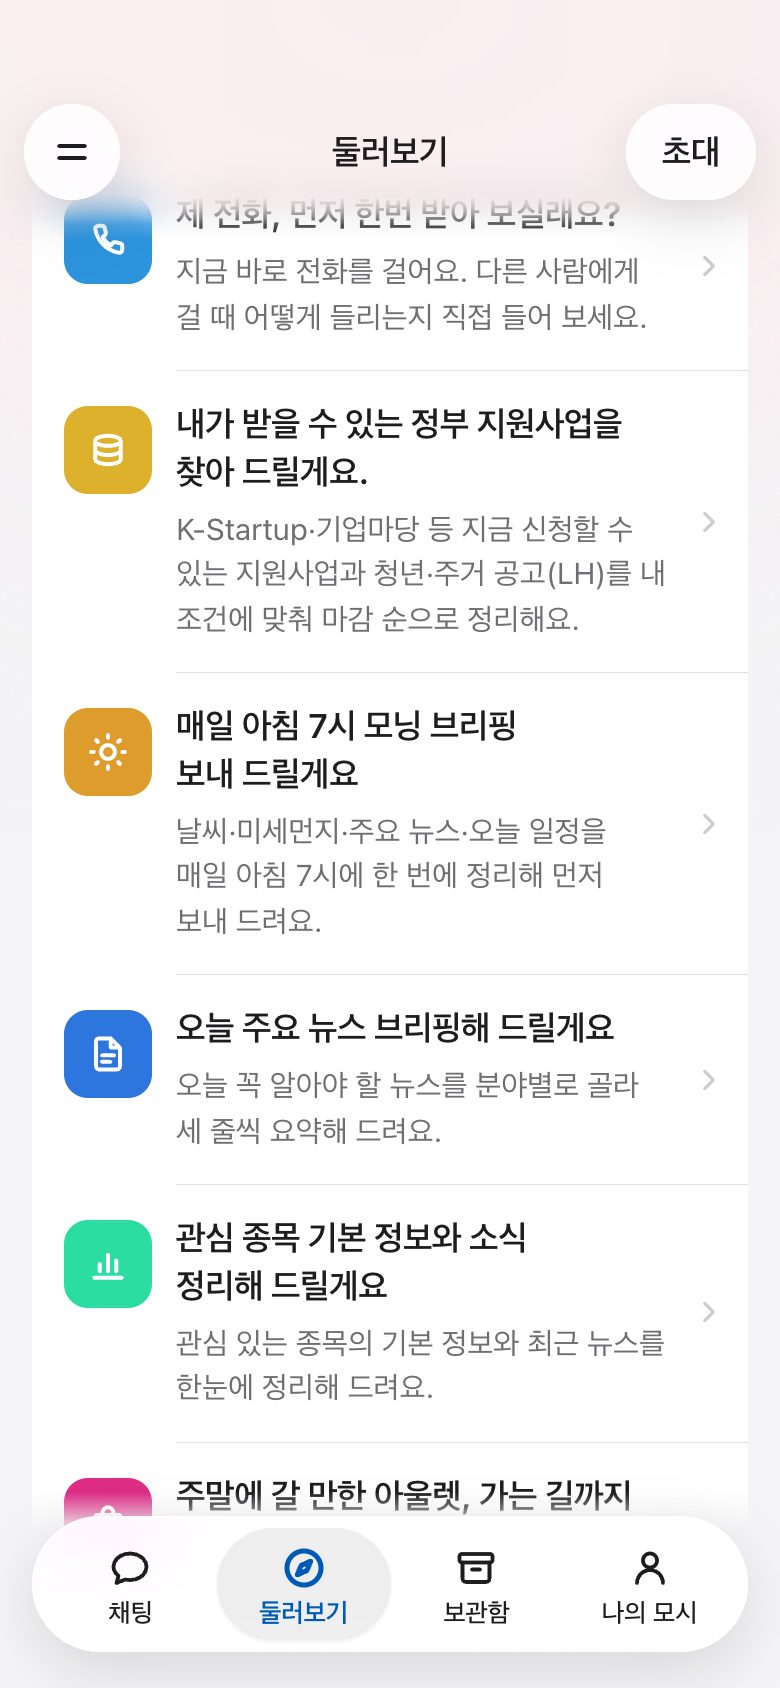 둘러보기
초대
제 전화, 먼저 한번 받아 보실래요?
지금 바로 전화를 걸어요. 다른 사람에게
걸 때 어떻게 들리는지 직접 들어 보세요.
내가 받을 수 있는 정부 지원사업을
찾아 드릴게요.
K-Startup·기업마당 등 지금 신청할 수
있는 지원사업과 청년·주거 공고(LH)를 내
조건에 맞춰 마감 순으로 정리해요.
매일 아침 7시 모닝 브리핑
보내 드릴게요
날씨·미세먼지·주요 뉴스·오늘 일정을
매일 아침 7시에 한 번에 정리해 먼저
보내 드려요.
오늘 주요 뉴스 브리핑해 드릴게요
오늘 꼭 알아야 할 뉴스를 분야별로 골라
세 줄씩 요약해 드려요.
관심 종목 기본 정보와 소식
정리해 드릴게요
관심 있는 종목의 기본 정보와 최근 뉴스를
한눈에 정리해 드려요.
주말에 갈 만한 아울렛, 가는 길까지
채팅
둘러보기
보관함
나의 모시